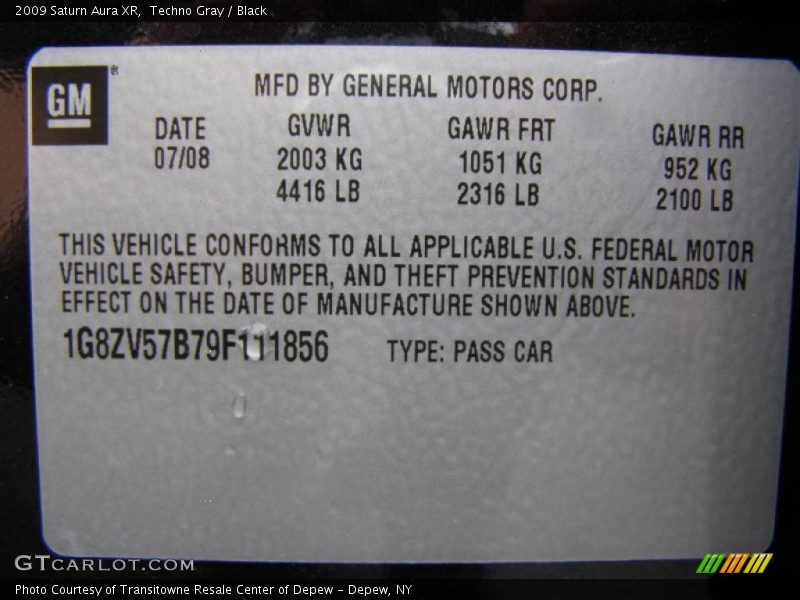 2009 Saturn Aura XR, Techno Gray / Black
GM®
MFD BY GENERAL MOTORS CORP.
DATE GVWR GAWR FRT GAWR RR
07/08 2003 KG 1051 KG 952 KG
4416 LB 2316 LB 2100 LB
THIS VEHICLE CONFORMS TO ALL APPLICABLE U.S. FEDERAL MOTOR
VEHICLE SAFETY, BUMPER, AND THEFT PREVENTION STANDARDS IN
EFFECT ON THE DATE OF MANUFACTURE SHOWN ABOVE.
1G8ZV57B79F111856 TYPE: PASS CAR
GTCARLOT.COM
Photo Courtesy of Transitowne Resale Center of Depew - Depew, NY